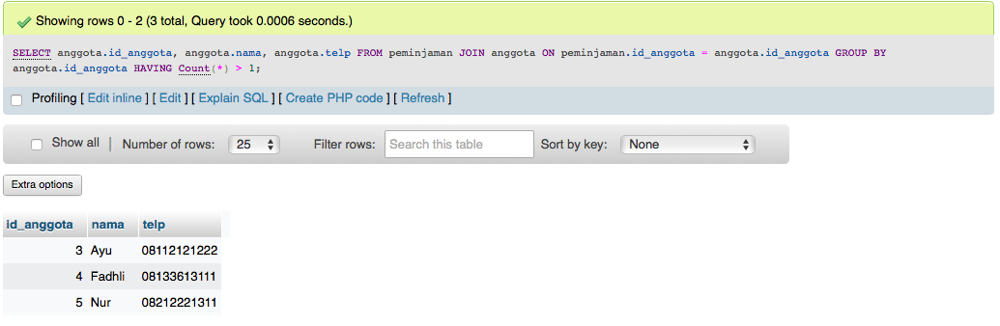 Showing rows 0 - 2 (3 total, Query took 0.0006 seconds.)
SELECT anggota.id_anggota, anggota.nama, anggota.telp FROM peminjaman JOIN anggota ON peminjaman.id_anggota = anggota.id_anggota GROUP BY
anggota.id_anggota HAVING Count(*) > 1;
Profiling [ Edit inline ] [ Edit ] [ Explain SQL ] [ Create PHP code ] [ Refresh ]
Show all | Number of rows: 25 Filter rows: Search this table Sort by key: None
Extra options
id_anggota nama telp
3 Ayu 08112121222
4 Fadhli 08133613111
5 Nur 08212221311